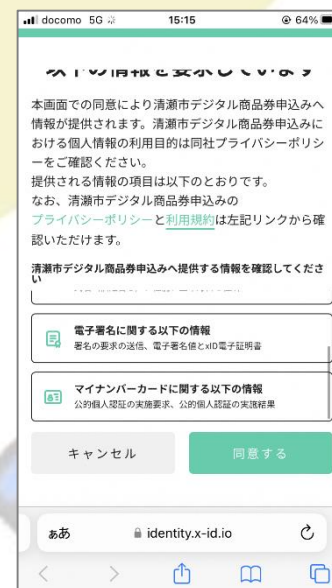 docomo 5G 15:15 64%
以下の情報を要求しています
本画面での同意により清瀬市デジタル商品券申込みへ
情報が提供されます。清瀬市デジタル商品券申込みに
おける個人情報の利用目的は同社プライバシーポリシ
ーをご確認ください。
提供される情報の項目は以下のとおりです。
なお、清瀬市デジタル商品券申込みの
プライバシーポリシーと利用規約は左記リンクから確
認いただけます。
清瀬市デジタル商品券申込みへ提供する情報を確認してくださ
い
電子署名に関する以下の情報
署名の要求の送信、電子署名値とxID電子証明書
マイナンバーカードに関する以下の情報
公的個人認証の実施要求、公的個人認証の実施結果
キャンセル 同意する
ぁあ identity.x-id.io